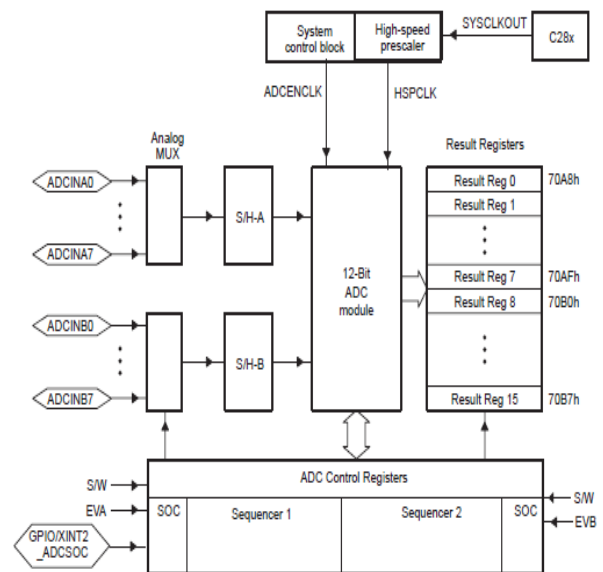 System
control block
High-speed
prescaler
SYSCLKOUT
C28x
ADCENCLK
HSPCLK
Analog
MUX
Result Registers
ADCINA0
ADCINA7
S/H-A
12-Bit
ADC
module
Result Reg 0
70A8h
Result Reg 1
Result Reg 7
70AFh
Result Reg 8
70B0h
ADCINB0
ADCINB7
S/H-B
Result Reg 15
70B7h
ADC Control Registers
S/W
S/W
EVA
SOC
Sequencer 1
Sequencer 2
SOC
EVB
GPIO/XINT2
_ADCSOC